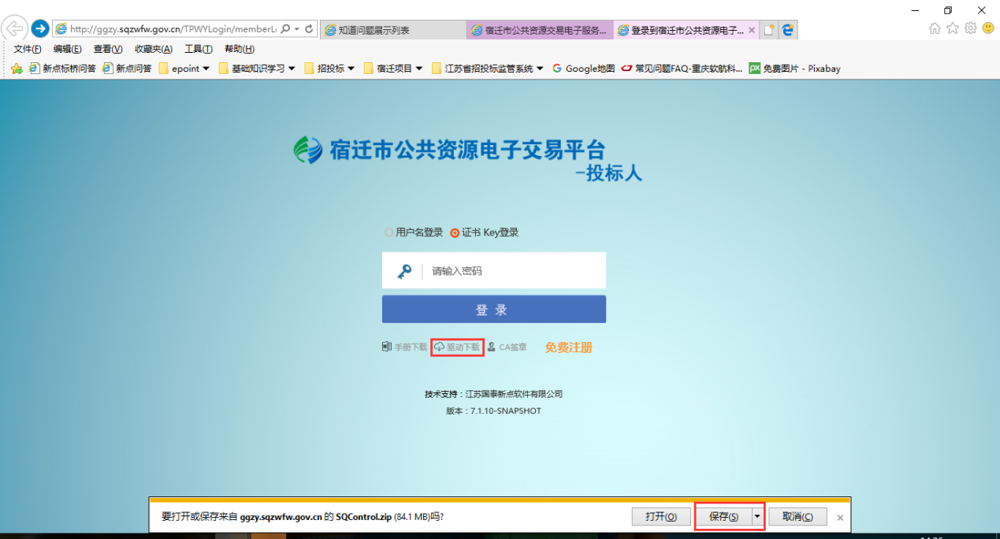 http://ggzy.sqzwfw.gov.cn/TPWYLogin/memberL
知道问题展示列表
宿迁市公共资源交易电子服务...
登录到宿迁市公共资源电子...
文件(F) 编辑(E) 查看(V) 收藏夹(A) 工具(T) 帮助(H)
新点标桥问答 新点问答 epoint 基础知识学习 招投标 宿迁项目 江苏省招投标监管系统 Google地图 常见问题FAQ-重庆软航科... 免费图片 - Pixabay
宿迁市公共资源电子交易平台
-投标人
用户名登录 证书 Key登录
请输入密码
登 录
手册下载 驱动下载 CA签章 免费注册
技术支持：江苏国泰新点软件有限公司
版本：7.1.10-SNAPSHOT
要打开或保存来自 ggzy.sqzwfw.gov.cn 的 SQControl.zip (84.1 MB)吗?
打开(O) 保存(S) 取消(C)